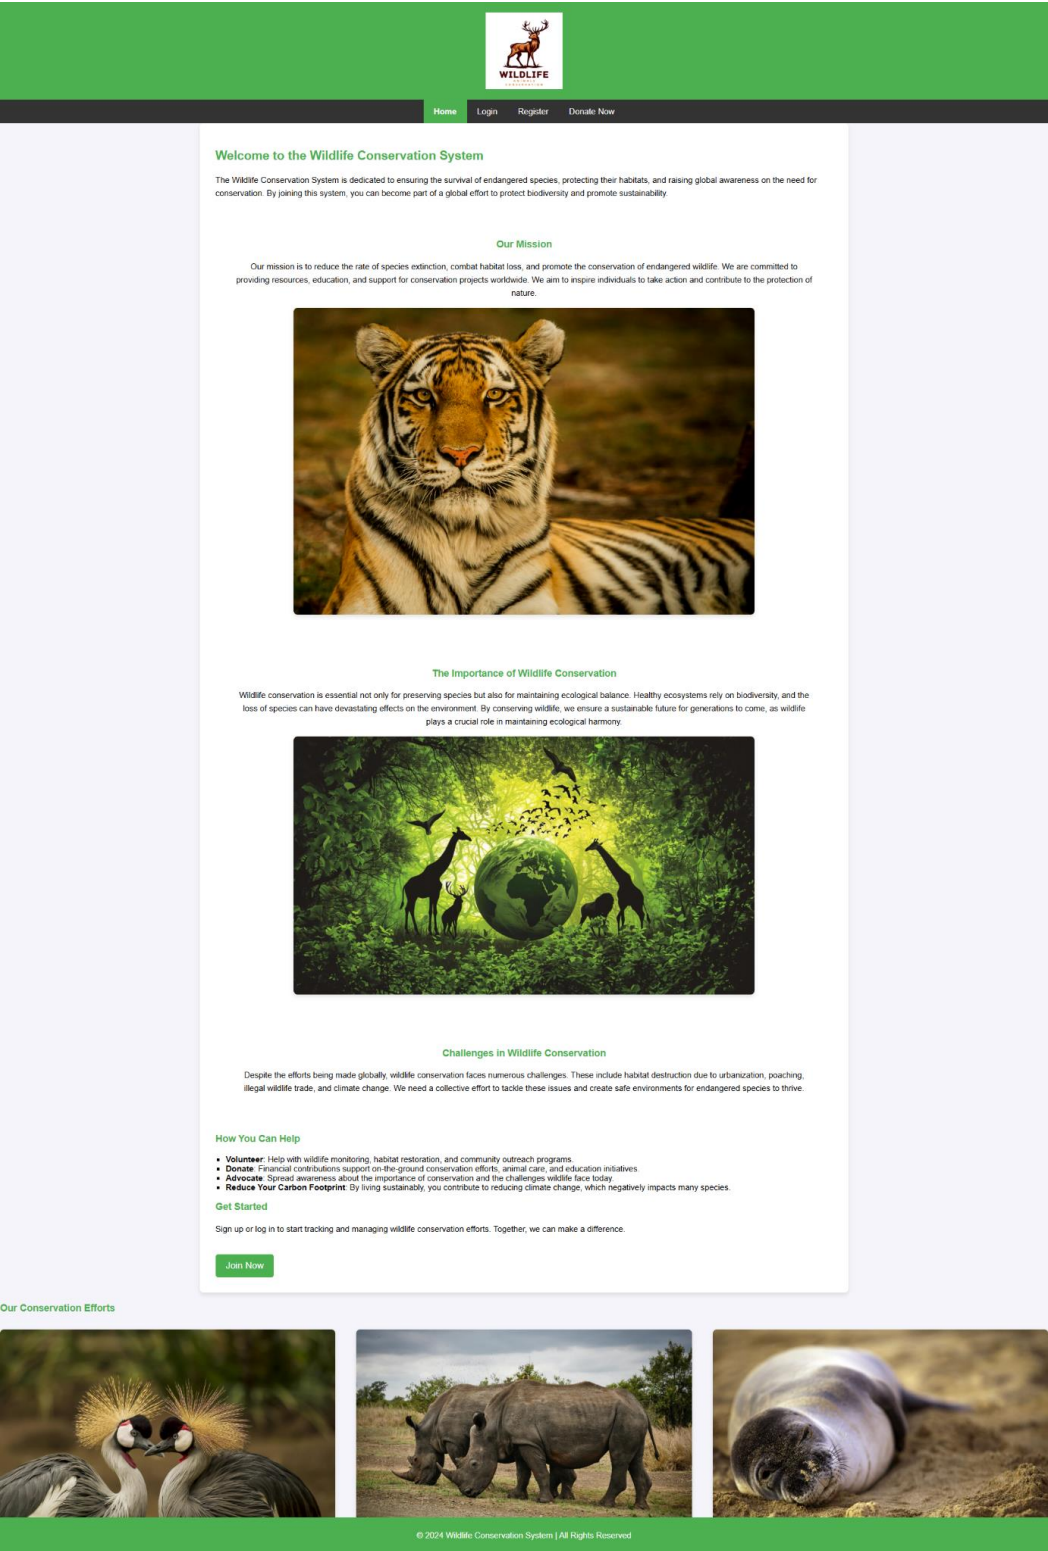 WILDLIFE
Home Login Register Donate Now
Welcome to the Wildlife Conservation System
The Wildlife Conservation System is dedicated to ensuring the survival of endangered species, protecting their habitats, and raising global awareness on the need for
conservation. By joining this system, you can become part of a global effort to protect biodiversity and promote sustainability.
Our Mission
Our mission is to reduce the rate of species extinction, combat habitat loss, and promote the conservation of endangered wildlife. We are committed to
providing resources, education, and support for conservation projects worldwide. We aim to inspire individuals to take action and contribute to the protection of
nature.
The Importance of Wildlife Conservation
Wildlife conservation is essential not only for preserving species but also for maintaining ecological balance. Healthy ecosystems rely on biodiversity, and the
loss of species can have devastating effects on the environment. By conserving wildlife, we ensure a sustainable future for generations to come, as wildlife
plays a crucial role in maintaining ecological harmony.
Challenges in Wildlife Conservation
Despite the efforts being made globally, wildlife conservation faces numerous challenges. These include habitat destruction due to urbanization, poaching,
illegal wildlife trade, and climate change. We need a collective effort to tackle these issues and create safe environments for endangered species to thrive.
How You Can Help
Volunteer: Help with wildlife monitoring, habitat restoration, and community outreach programs.
Donate: Financial contributions support on-the-ground conservation efforts, animal care, and education initiatives.
Advocate: Spread awareness about the importance of conservation and the challenges wildlife face today.
Reduce Your Carbon Footprint: By living sustainably, you contribute to reducing climate change, which negatively impacts many species.
Get Started
Sign up or log in to start tracking and managing wildlife conservation efforts. Together, we can make a difference.
Join Now
Our Conservation Efforts
© 2024 Wildlife Conservation System | All Rights Reserved